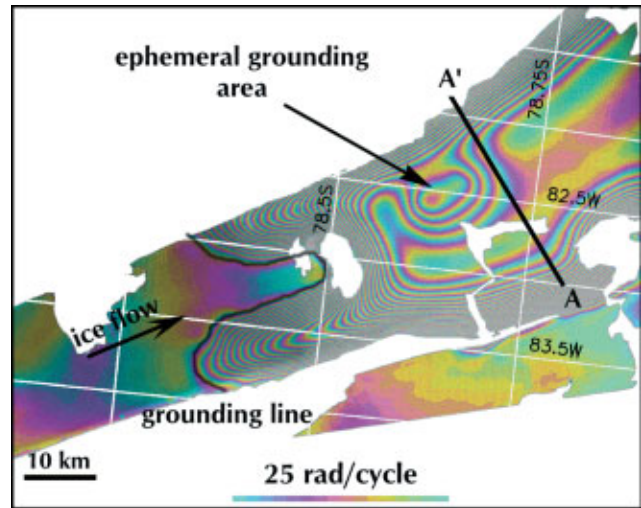 ephemeral grounding
area
A'
78.75S
82.5W
78.5S
A
ice flow
83.5W
grounding line
10 km
25 rad/cycle